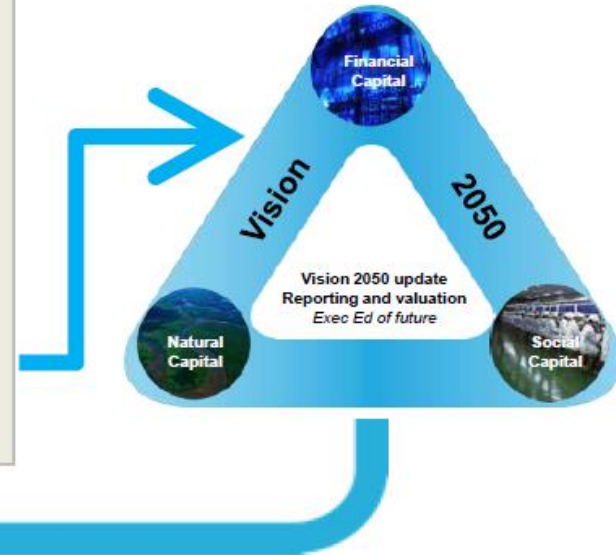 Financial
Capital
Vision
2050
Vision 2050 update
Reporting and valuation
Exec Ed of future
Natural
Capital
Social
Capital